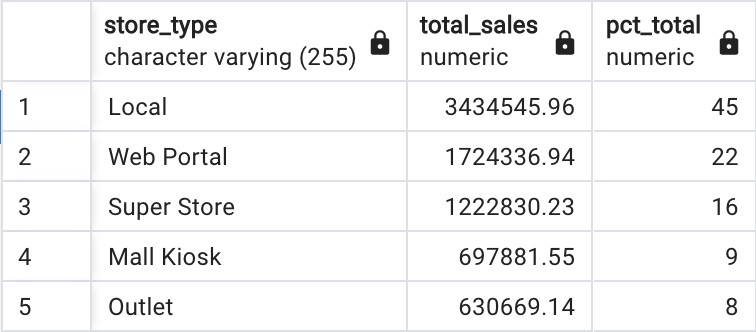 store_type total_sales pct_total
character varying (255) numeric numeric
1 Local 3434545.96 45
2 Web Portal 1724336.94 22
3 Super Store 1222830.23 16
4 Mall Kiosk 697881.55 9
5 Outlet 630669.14 8